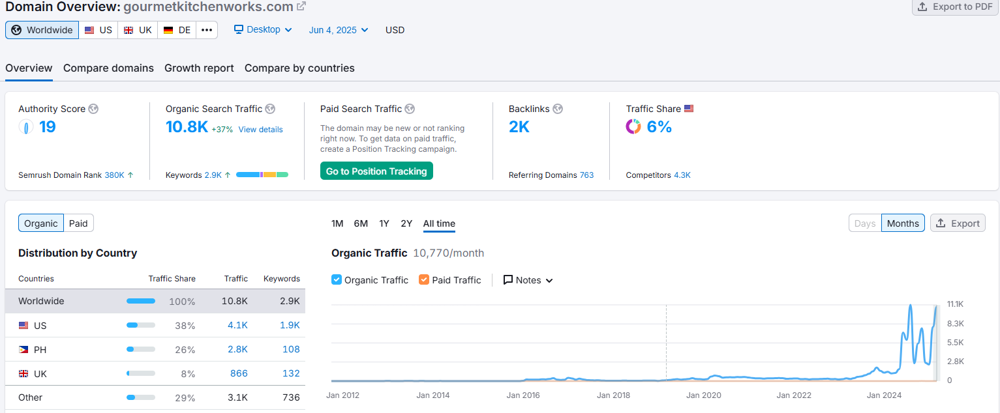 Domain Overview: gourmetkitchenworks.com
Export to PDF
Worldwide US UK DE •••
Desktop Jun 4, 2025 USD
Overview Compare domains Growth report Compare by countries
Authority Score Organic Search Traffic Paid Search Traffic Backlinks Traffic Share
19 10.8K +37% View details 2K 6%
The domain may be new or not ranking
right now. To get data on paid traffic,
create a Position Tracking campaign.
Go to Position Tracking
Semrush Domain Rank 380K ↑ Keywords 2.9K ↑ Referring Domains 763 Competitors 4.3K
Organic Paid
1M 6M 1Y 2Y All time
Days Months Export
Distribution by Country
Organic Traffic 10,770/month
Countries Traffic Share Traffic Keywords
Organic Traffic Paid Traffic Notes
Worldwide 100% 10.8K 2.9K
US 38% 4.1K 1.9K
PH 26% 2.8K 108
UK 8% 866 132
Other 29% 3.1K 736
11.1K
8.3K
5.5K
2.8K
0
Jan 2012 Jan 2014 Jan 2016 Jan 2018 Jan 2020 Jan 2022 Jan 2024